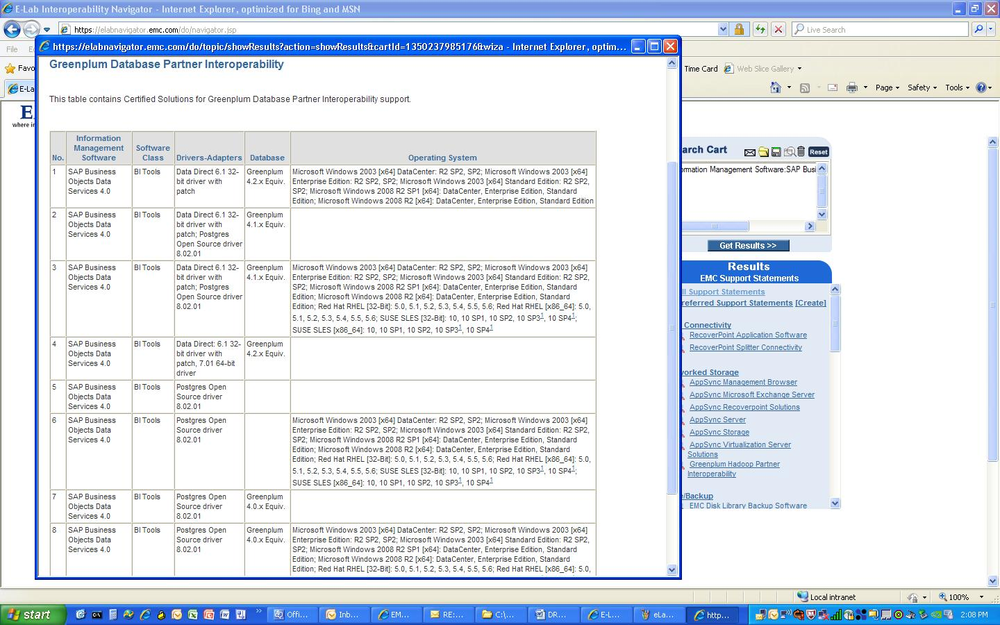 E-Lab Interoperability Navigator - Internet Explorer, optimized for Bing and MSN
https://elabnavigator.emc.com/do/navigator.jsp
Live Search
File
Favo
Time Card
Web Slice Gallery
E-La
Page
Safety
Tools
where in
https://elabnavigator.emc.com/do/topic/showResults?action=showResults&cartId=1350237985176&wiza - Internet Explorer, optim...
Greenplum Database Partner Interoperability
This table contains Certified Solutions for Greenplum Database Partner Interoperability support.
No.
Information
Management
Software
Software
Class
Drivers-Adapters
Database
Operating System
1
SAP Business
Objects Data
Services 4.0
BI Tools
Data Direct 6.1 32-
bit driver with
patch
Greenplum
4.2.x Equiv.
Microsoft Windows 2003 [x64] DataCenter: R2 SP2, SP2; Microsoft Windows 2003 [x64]
Enterprise Edition: R2 SP2, SP2; Microsoft Windows 2003 [x64] Standard Edition: R2 SP2,
SP2; Microsoft Windows 2008 R2 SP1 [x64]: DataCenter, Enterprise Edition, Standard
Edition; Microsoft Windows 2008 R2 [x64]: DataCenter, Enterprise Edition, Standard Edition
2
SAP Business
Objects Data
Services 4.0
BI Tools
Data Direct 6.1 32-
bit driver with
patch; Postgres
Open Source driver
8.02.01
Greenplum
4.1.x Equiv.
3
SAP Business
Objects Data
Services 4.0
BI Tools
Data Direct 6.1 32-
bit driver with
patch; Postgres
Open Source driver
8.02.01
Greenplum
4.1.x Equiv.
Microsoft Windows 2003 [x64] DataCenter: R2 SP2, SP2; Microsoft Windows 2003 [x64]
Enterprise Edition: R2 SP2, SP2; Microsoft Windows 2003 [x64] Standard Edition: R2 SP2,
SP2; Microsoft Windows 2008 R2 SP1 [x64]: DataCenter, Enterprise Edition, Standard
Edition; Microsoft Windows 2008 R2 [x64]: DataCenter, Enterprise Edition, Standard
Edition; Red Hat RHEL [32-Bit]: 5.0, 5.1, 5.2, 5.3, 5.4, 5.5, 5.6; Red Hat RHEL [x86_64]: 5.0,
5.1, 5.2, 5.3, 5.4, 5.5, 5.6; SUSE SLES [32-Bit]: 10, 10 SP1, 10 SP2, 10 SP3¹, 10 SP4¹;
SUSE SLES [x86_64]: 10, 10 SP1, 10 SP2, 10 SP3¹, 10 SP4¹
4
SAP Business
Objects Data
Services 4.0
BI Tools
Data Direct: 6.1 32-
bit driver with
patch, 7.01 64-bit
driver
Greenplum
4.2.x Equiv.
5
SAP Business
Objects Data
Services 4.0
BI Tools
Postgres Open
Source driver
8.02.01
6
SAP Business
Objects Data
Services 4.0
BI Tools
Postgres Open
Source driver
8.02.01
Microsoft Windows 2003 [x64] DataCenter: R2 SP2, SP2; Microsoft Windows 2003 [x64]
Enterprise Edition: R2 SP2, SP2; Microsoft Windows 2003 [x64] Standard Edition: R2 SP2,
SP2; Microsoft Windows 2008 R2 SP1 [x64]: DataCenter, Enterprise Edition, Standard
Edition; Microsoft Windows 2008 R2 [x64]: DataCenter, Enterprise Edition, Standard
Edition; Red Hat RHEL [32-Bit]: 5.0, 5.1, 5.2, 5.3, 5.4, 5.5, 5.6; Red Hat RHEL [x86_64]: 5.0,
5.1, 5.2, 5.3, 5.4, 5.5, 5.6; SUSE SLES [32-Bit]: 10, 10 SP1, 10 SP2, 10 SP3¹, 10 SP4¹;
SUSE SLES [x86_64]: 10, 10 SP1, 10 SP2, 10 SP3¹, 10 SP4¹
7
SAP Business
Objects Data
Services 4.0
BI Tools
Postgres Open
Source driver
8.02.01
Greenplum
4.0.x Equiv.
8
SAP Business
Objects Data
Services 4.0
BI Tools
Postgres Open
Source driver
8.02.01
Greenplum
4.0.x Equiv.
Microsoft Windows 2003 [x64] DataCenter: R2 SP2, SP2; Microsoft Windows 2003 [x64]
Enterprise Edition: R2 SP2, SP2; Microsoft Windows 2003 [x64] Standard Edition: R2 SP2,
SP2; Microsoft Windows 2008 R2 SP1 [x64]: DataCenter, Enterprise Edition, Standard
Edition; Microsoft Windows 2008 R2 [x64]: DataCenter, Enterprise Edition, Standard
Edition; Red Hat RHEL [32-Bit]: 5.0, 5.1, 5.2, 5.3, 5.4, 5.5, 5.6; Red Hat RHEL [x86_64]: 5.0,
arch Cart
Reset
ormation Management Software:SAP Busi
Get Results >>
Results
EMC Support Statements
ll Support Statements
referred Support Statements [Create]
Connectivity
RecoverPoint Application Software
RecoverPoint Splitter Connectivity
vorked Storage
AppSync Management Browser
AppSync Microsoft Exchange Server
AppSync Recoverpoint Solutions
AppSync Server
AppSync Storage
AppSync Virtualization Server
Solutions
Greenplum Hadoop Partner
Interoperability
e/Backup
EMC Disk Library Backup Software
Local intranet
100%
start
Offi...
Inb...
EM...
RE:...
C:\...
DR...
E-L...
eLa...
http...
2:08 PM